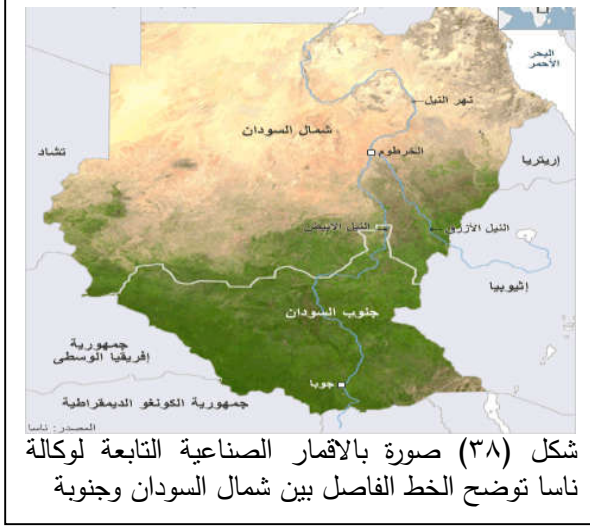 البحر
الأحمر
نهر النيل
شمال السودان
تشاد
الخرطوم
إريتريا
النيل الأبيض
النيل الأزرق
إثيوبيا
جنوب السودان
جمهورية
إفريقيا الوسطى
جوبا
جمهورية الكونغو الديمقراطية
المصدر: ناسا
شكل (٣٨) صورة بالاقمار الصناعية التابعة لوكالة
ناسا توضح الخط الفاصل بين شمال السودان وجنوبة